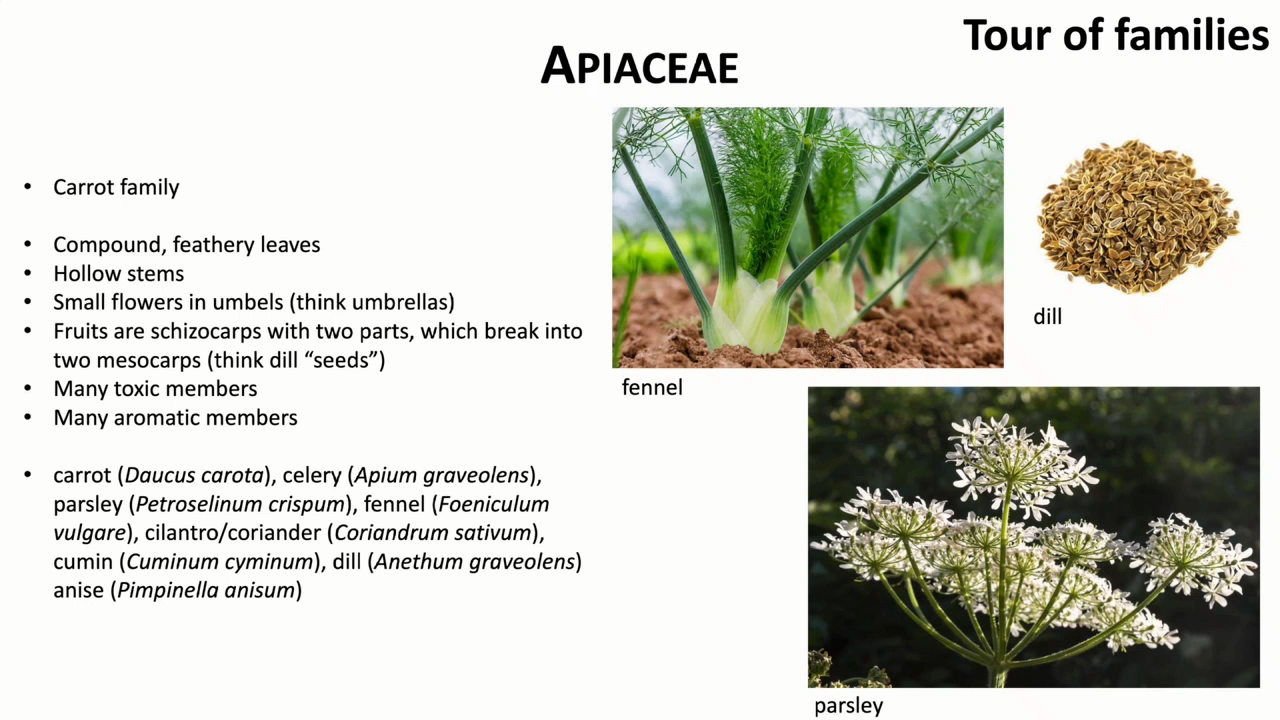 Tour of families
APIACEAE
• Carrot family
• Compound, feathery leaves
• Hollow stems
• Small flowers in umbels (think umbrellas)
• Fruits are schizocarps with two parts, which break into
two mesocarps (think dill “seeds”)
• Many toxic members
• Many aromatic members
• carrot (Daucus carota), celery (Apium graveolens),
parsley (Petroselinum crispum), fennel (Foeniculum
vulgare), cilantro/coriander (Coriandrum sativum),
cumin (Cuminum cyminum), dill (Anethum graveolens)
anise (Pimpinella anisum)
fennel
dill
parsley